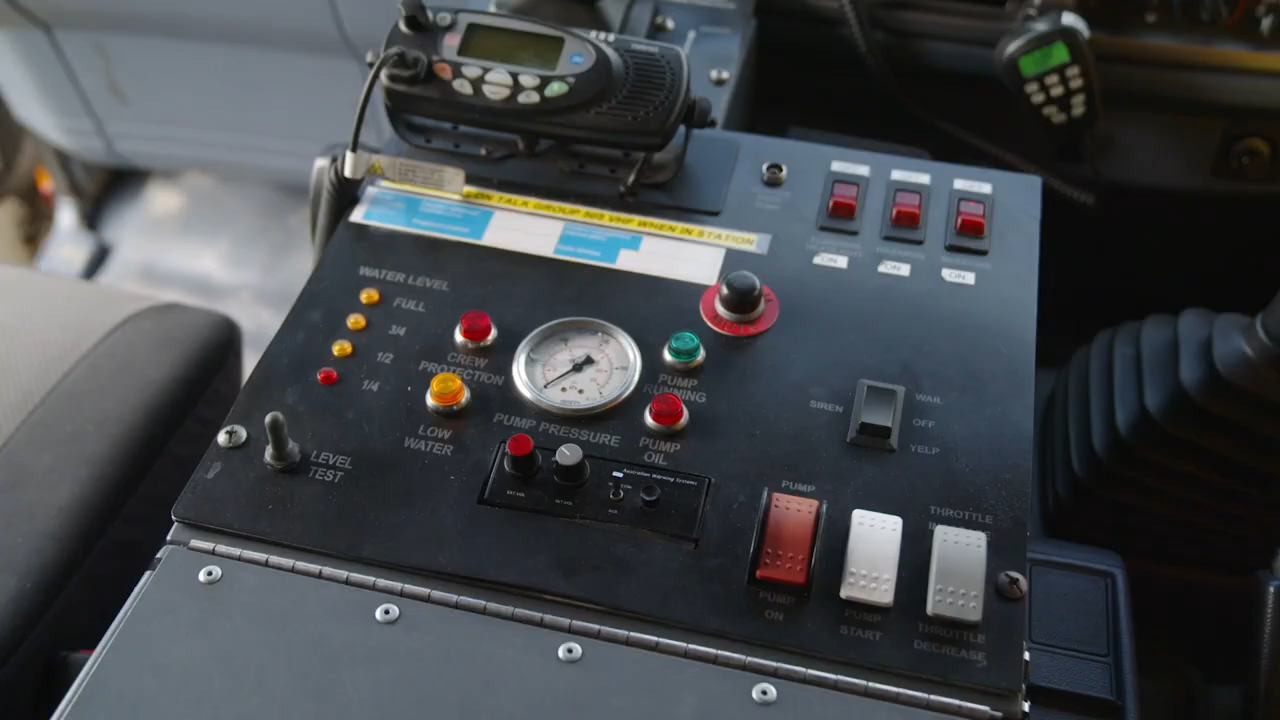 ON TALK GROUP 505 VHF WHEN IN STATION
ON
ON
ON
WATER LEVEL
FULL
3/4
1/2
1/4
CREW
PROTECTION
LOW
WATER
LEVEL
TEST
PUMP PRESSURE
PUMP
RUNNING
PUMP
OIL
SIREN
WAIL
OFF
YELP
Australian Warning Systems
PUMP
PUMP
ON
PUMP
START
THROTTLE
THROTTLE
DECREASE